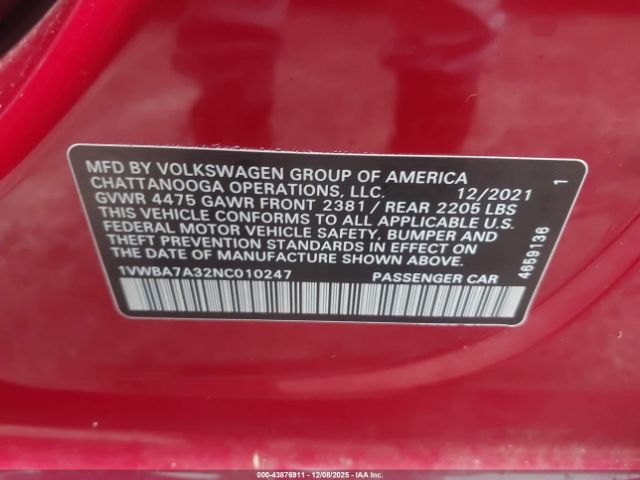 MFD BY VOLKSWAGEN GROUP OF AMERICA
CHATTANOOGA OPERATIONS, LLC. 12/2021
GVWR 4475 GAWR FRONT 2381 / REAR 2205 LBS
THIS VEHICLE CONFORMS TO ALL APPLICABLE U.S.
FEDERAL MOTOR VEHICLE SAFETY, BUMPER AND
THEFT PREVENTION STANDARDS IN EFFECT ON
THE DATE OF MANUFACTURE SHOWN ABOVE.
1VWBA7A32NC010247 PASSENGER CAR
1
4659136
000-43876911 - 12/08/2025 - IAA Inc.